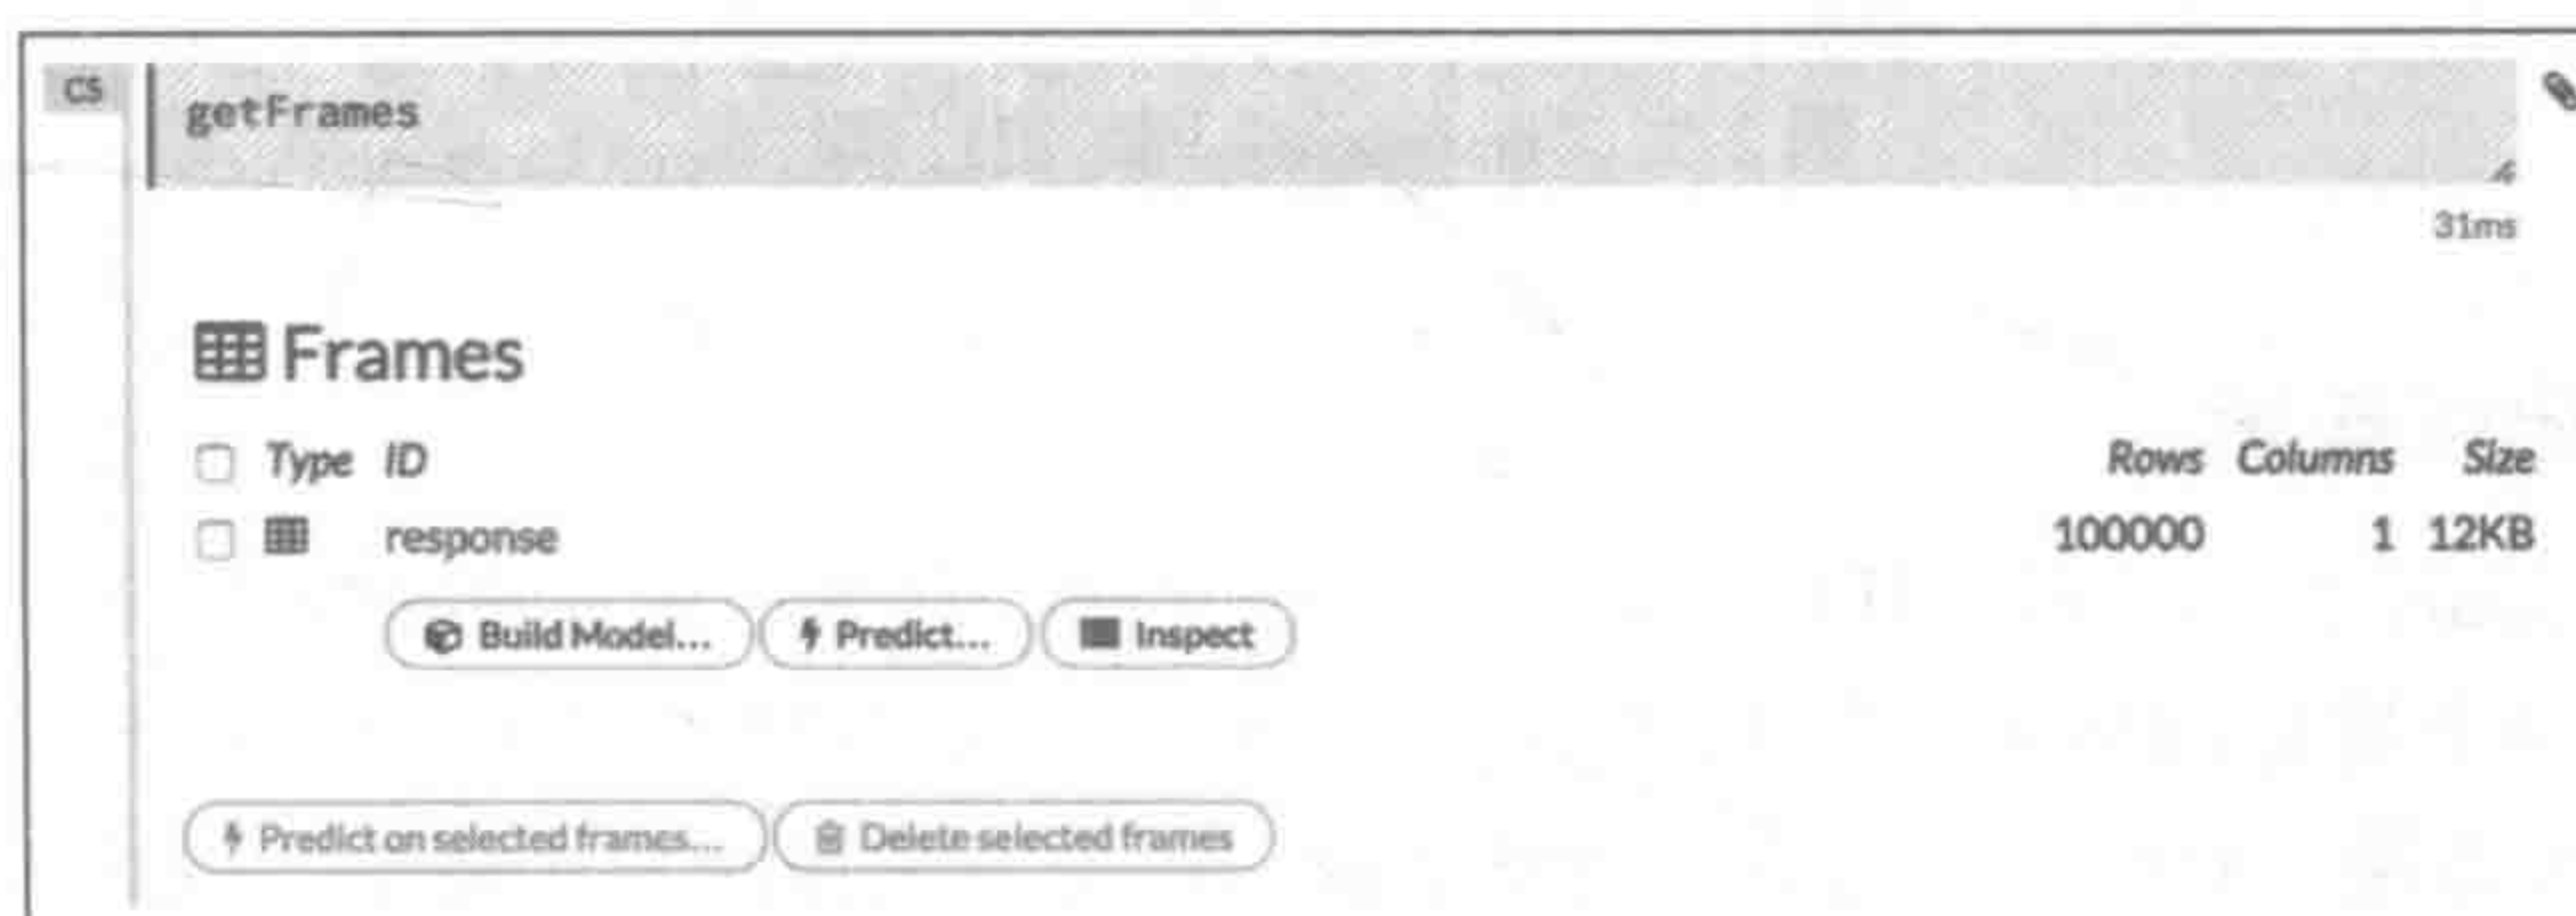 CS
getFrames
31ms
Frames
Type ID Rows Columns Size
response 100000 1 12KB
Build Model... Predict... Inspect
Predict on selected frames... Delete selected frames